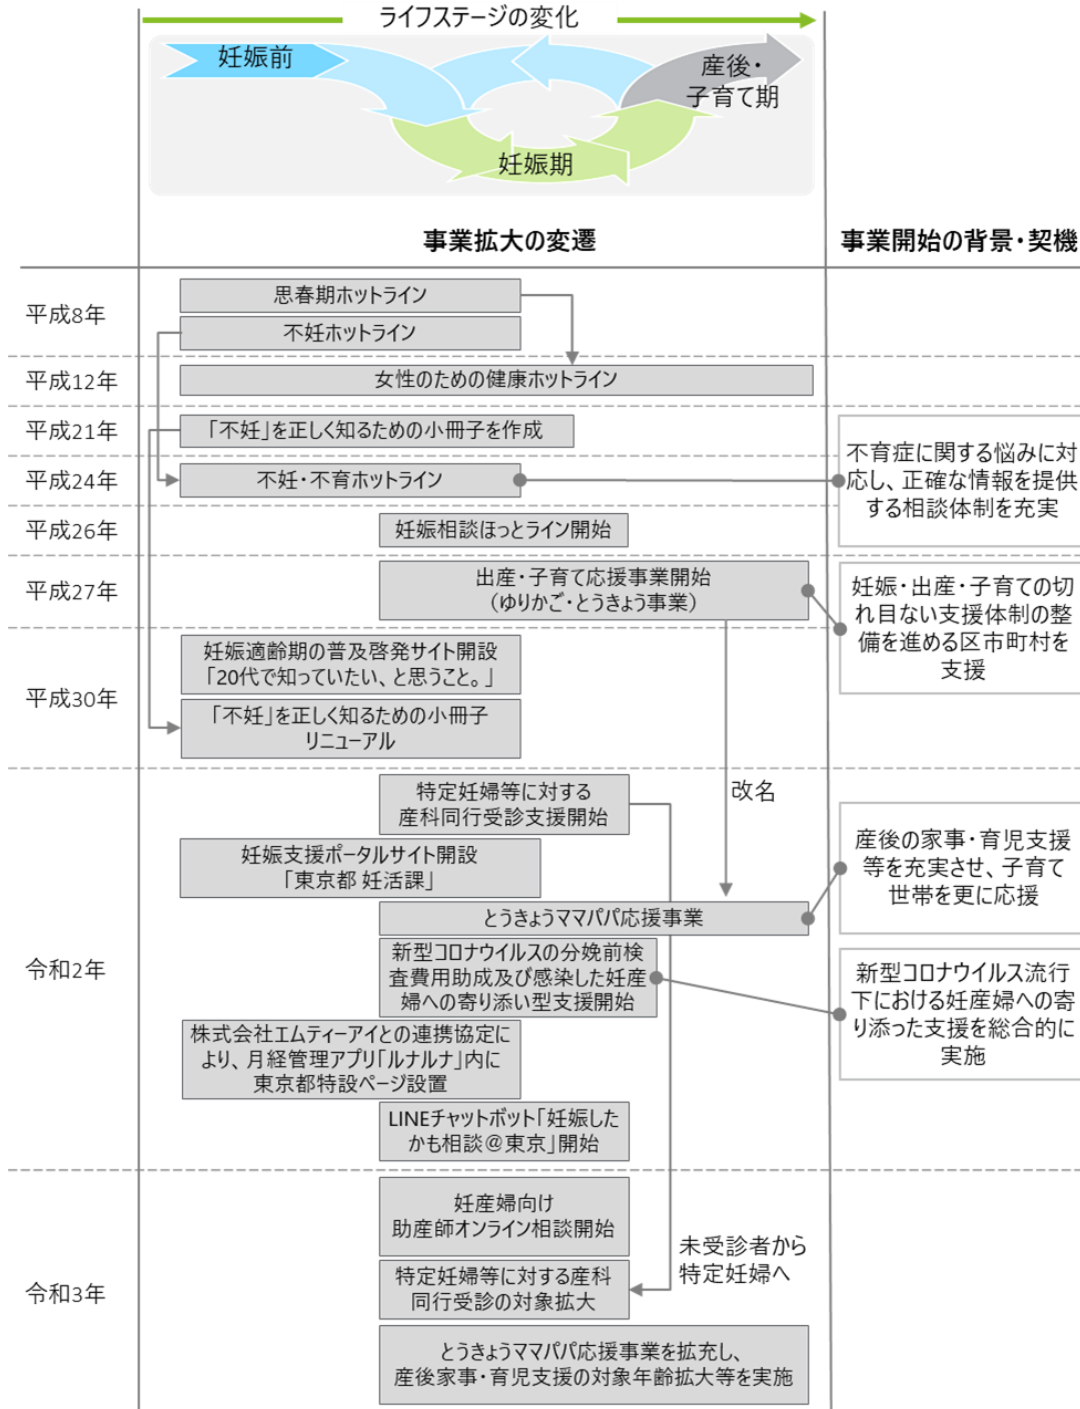 ライフステージの変化
妊娠前
産後・
子育て期
妊娠期
事業拡大の変遷
事業開始の背景・契機
平成8年
思春期ホットライン
不妊ホットライン
平成12年
女性のための健康ホットライン
平成21年
「不妊」を正しく知るための小冊子を作成
平成24年
不妊・不育ホットライン
不育症に関する悩みに対
応し、正確な情報を提供
する相談体制を充実
平成26年
妊娠相談ほっとライン開始
平成27年
出産・子育て応援事業開始
（ゆりかご・とうきょう事業）
妊娠・出産・子育ての切
れ目ない支援体制の整
備を進める区市町村を
支援
平成30年
妊娠適齢期の普及啓発サイト開設
「20代で知っていたい、と思うこと。」
「不妊」を正しく知るための小冊子
リニューアル
令和2年
特定妊婦等に対する
産科同行受診支援開始
改名
妊娠支援ポータルサイト開設
「東京都 妊活課」
とうきょうママパパ応援事業
産後の家事・育児支援
等を充実させ、子育て
世帯を更に応援
新型コロナウイルスの分娩前検
査費用助成及び感染した妊産
婦への寄り添い型支援開始
新型コロナウイルス流行
下における妊産婦への寄
り添った支援を総合的に
実施
株式会社エムティーアイとの連携協定に
より、月経管理アプリ「ルナルナ」内に
東京都特設ページ設置
LINEチャットボット「妊娠した
かも相談＠東京」開始
令和3年
妊産婦向け
助産師オンライン相談開始
未受診者から
特定妊婦へ
特定妊婦等に対する産科
同行受診の対象拡大
とうきょうママパパ応援事業を拡充し、
産後家事・育児支援の対象年齢拡大等を実施